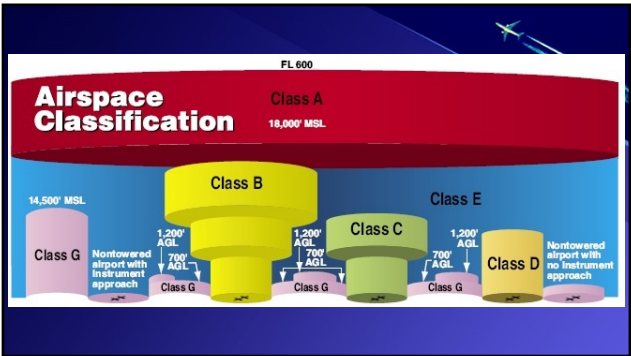 FL 600
Airspace
Classification
Class A
18,000' MSL
Class B
Class E
14,500' MSL
Class C
1,200'
AGL
700'
AGL
1,200'
AGL
700'
AGL
1,200'
AGL
700'
AGL
Class G
Nontowered
airport with
Instrument
approach
Class G
Class G
Class G
Class D
Nontowered
airport with
no Instrument
approach